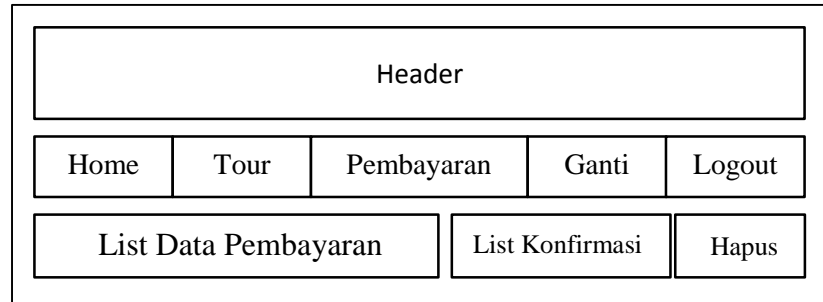 Header
Home Tour Pembayaran Ganti Logout
List Data Pembayaran List Konfirmasi Hapus